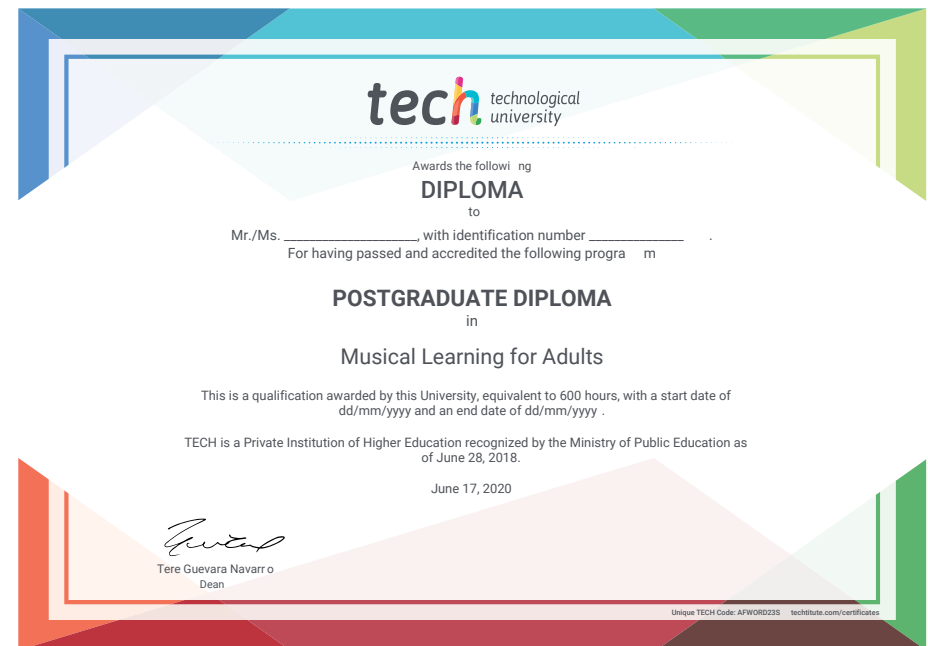 tech technological
university
Awards the followi ng
DIPLOMA
to
Mr./Ms. ____________________, with identification number ______________ .
For having passed and accredited the following progra m
POSTGRADUATE DIPLOMA
in
Musical Learning for Adults
This is a qualification awarded by this University, equivalent to 600 hours, with a start date of
dd/mm/yyyy and an end date of dd/mm/yyyy .
TECH is a Private Institution of Higher Education recognized by the Ministry of Public Education as
of June 28, 2018.
June 17, 2020
Tere Guevara Navarr o
Dean
Unique TECH Code: AFWORD23S techtitute.com/certificates